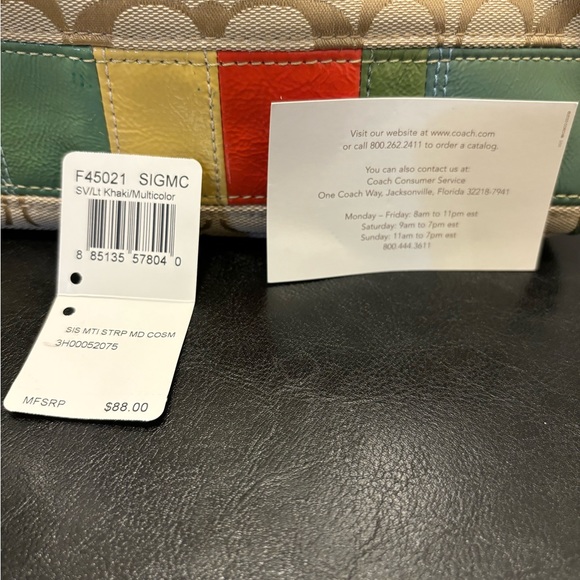 F45021 SIGMC
SV/Lt Khaki/Multicolor
8 85135 57804 0
SIS MTI STRP MD COSM
3H00052075
MFSRP $88.00
Visit our website at www.coach.com
or call 800.262.2411 to order a catalog.
You can also contact us at:
Coach Consumer Service
One Coach Way, Jacksonville, Florida 32218-7941
Monday – Friday: 8am to 11pm est
Saturday: 9am to 7pm est
Sunday: 11am to 7pm est
800.444.3611